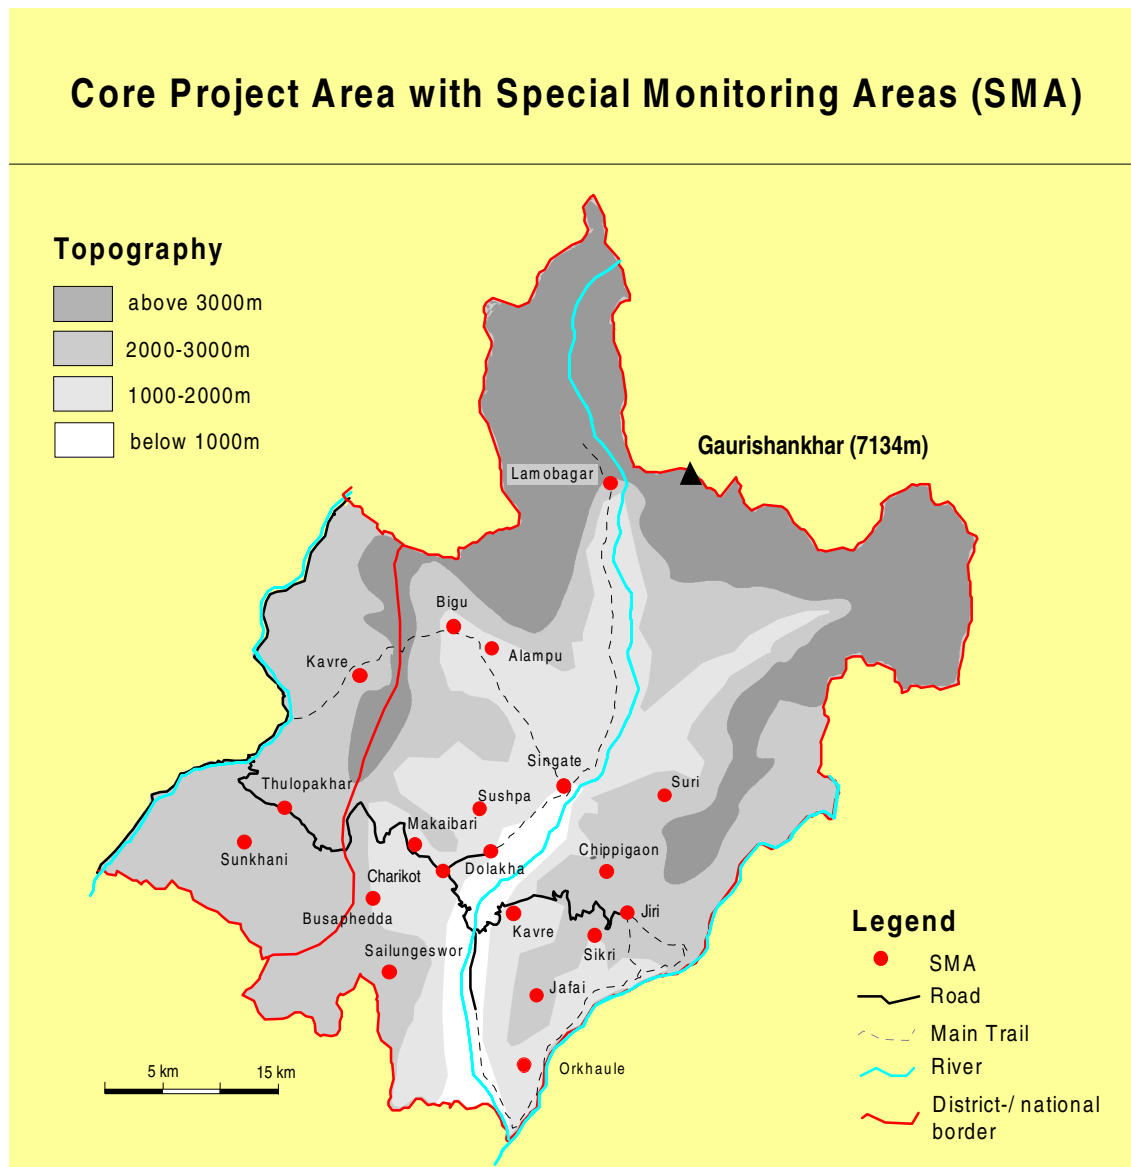 Core Project Area with Special Monitoring Areas (SMA)
Topography
above 3000m
2000-3000m
1000-2000m
below 1000m
Gaurishankhar (7134m)
Lamobagar
Bigu
Alampu
Kavre
Singate
Suri
Thulopakhar
Sushpa
Makaibari
Sunkhani
Dolakha
Chippigaon
Charikot
Busaphedda
Kavre
Jiri
Sikri
Sailungeswor
Jafai
Orkhaule
5 km
15 km
Legend
SMA
Road
Main Trail
River
District-/ national
border